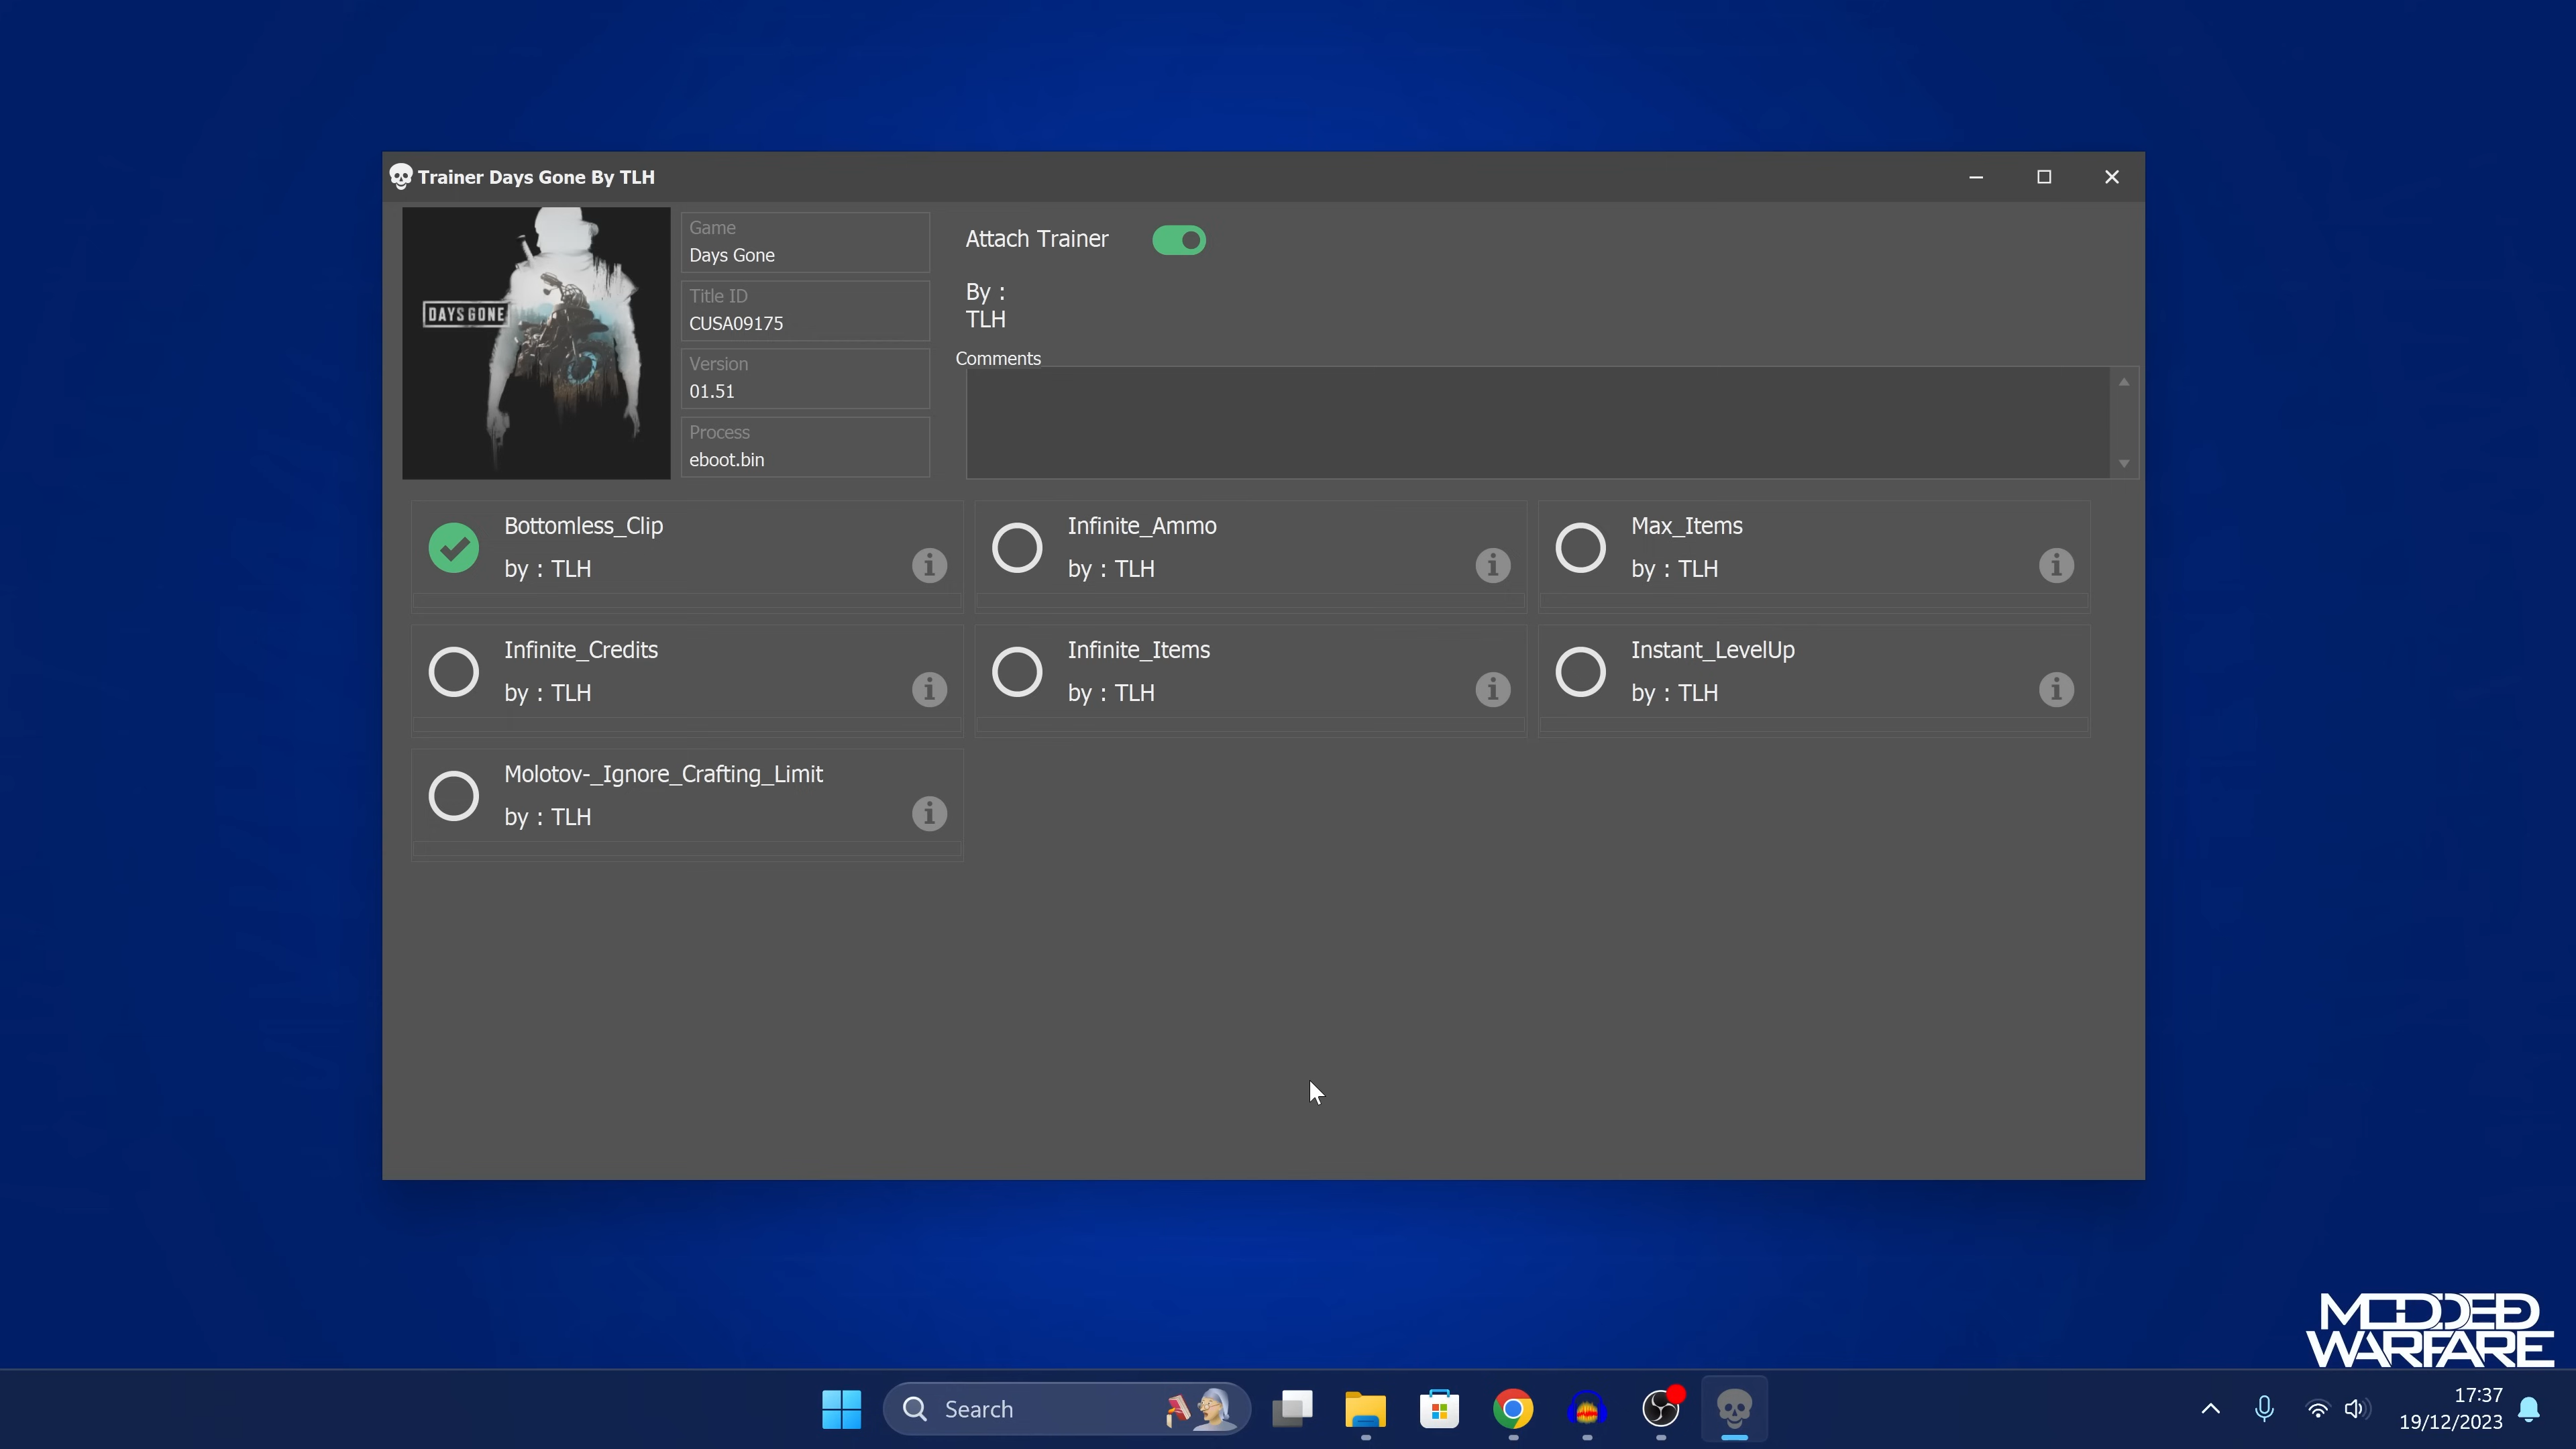 Trainer Days Gone By TLH
DAYS GONE
Game
Days Gone
Title ID
CUSA09175
Version
01.51
Process
eboot.bin
Attach Trainer
By :
TLH
Comments
Bottomless_Clip
by : TLH
Infinite_Ammo
by : TLH
Max_Items
by : TLH
Infinite_Credits
by : TLH
Infinite_Items
by : TLH
Instant_LevelUp
by : TLH
Molotov-_Ignore_Crafting_Limit
by : TLH
MODDED
WARFARE
Search
17:37
19/12/2023